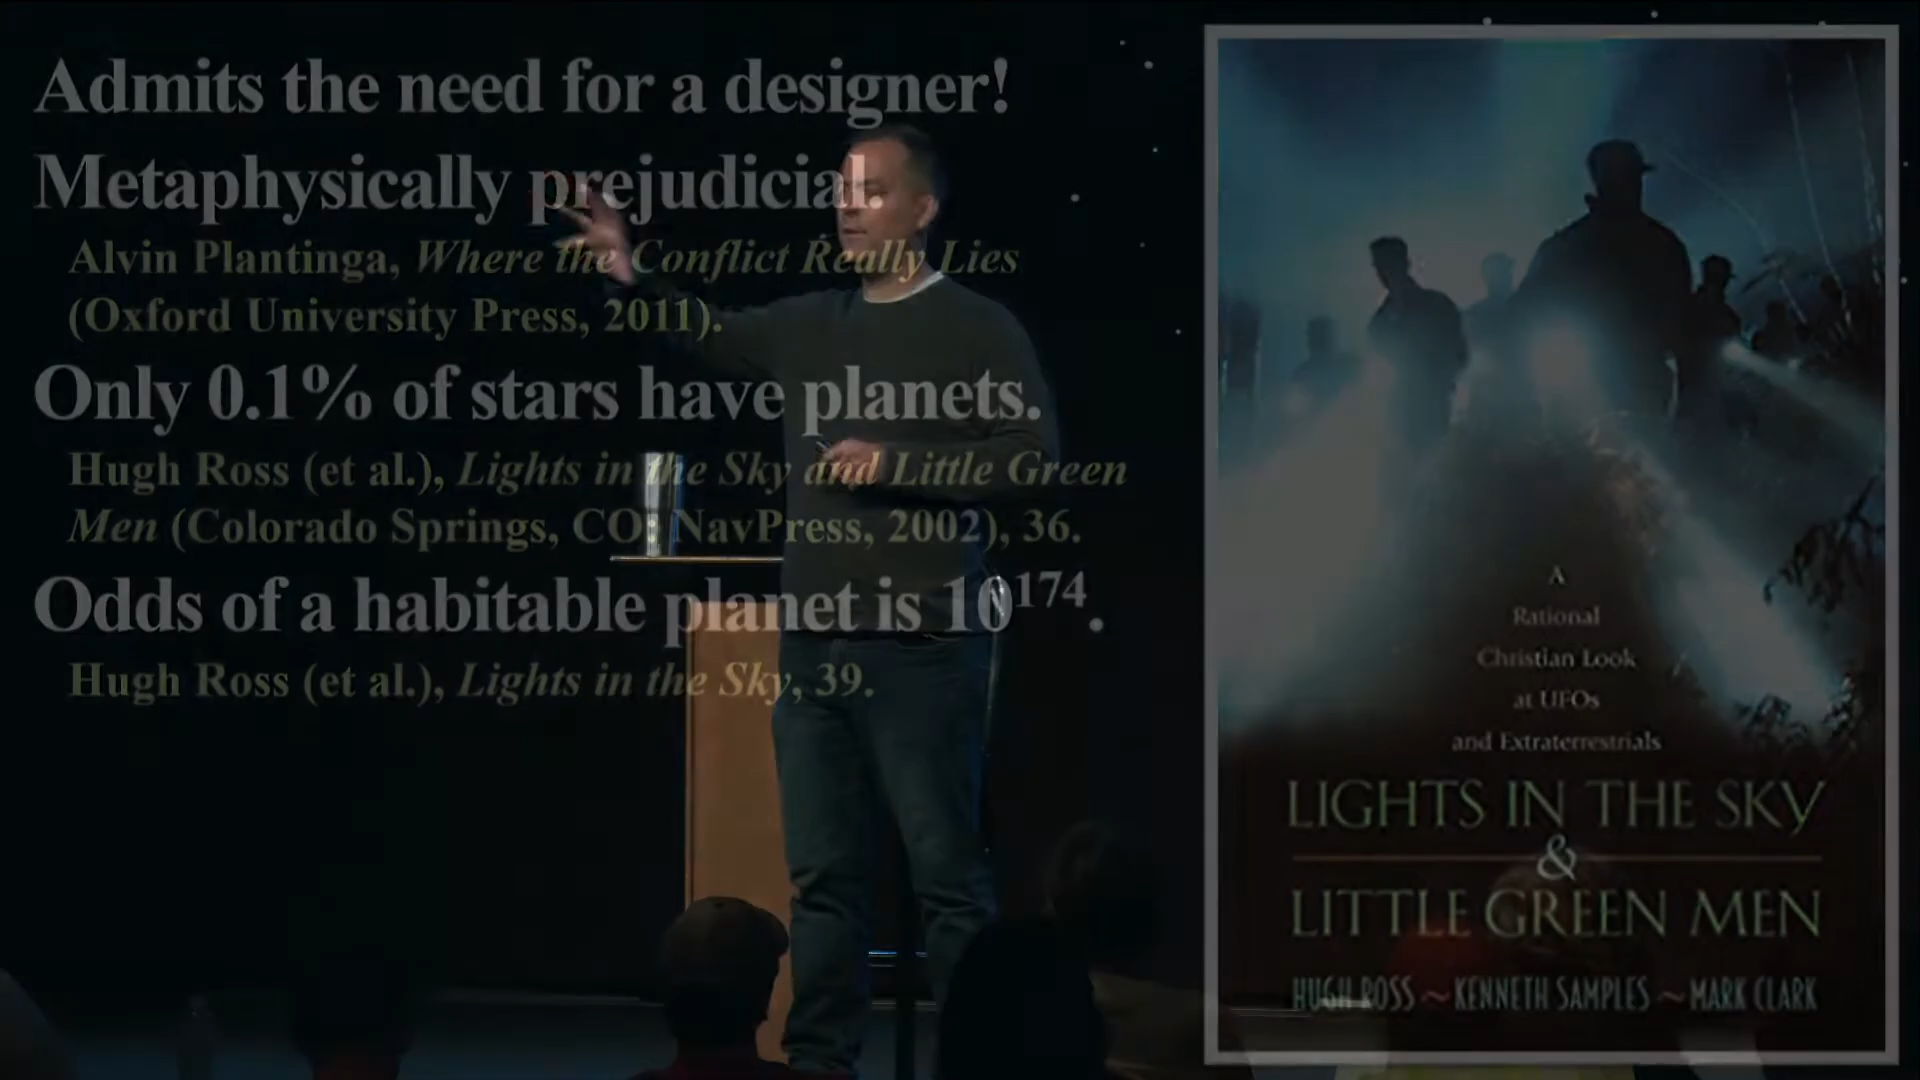 Admits the need for a designer!
Metaphysically prejudicial.
Alvin Plantinga, Where the Conflict Really Lies
(Oxford University Press, 2011).
Only 0.1% of stars have planets.
Hugh Ross (et al.), Lights in the Sky and Little Green
Men (Colorado Springs, CO: NavPress, 2002), 36.
Odds of a habitable planet is 10¹⁷⁴.
Hugh Ross (et al.), Lights in the Sky, 39.
A
Rational
Christian Look
at UFOs
and Extraterrestrials
LIGHTS IN THE SKY
&
LITTLE GREEN MEN
HUGH ROSS ~ KENNETH SAMPLES ~ MARK CLARK